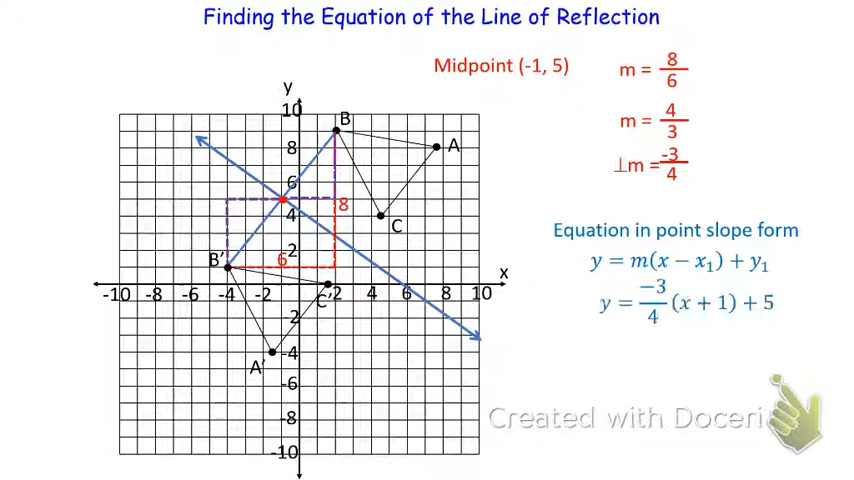 Finding the Equation of the Line of Reflection
Midpoint (-1, 5)
m = 8/6
m = 4/3
⊥m = -3/4
Equation in point slope form
y = m(x − x₁) + y₁
y = −3/4 (x + 1) + 5
y
10
8
6
4
2
x
-10 -8 -6 -4 -2 2 4 6 8 10
2
-4
-6
-8
-10
B
A
C
B'
C'
A'
8
6
Created with Doceri